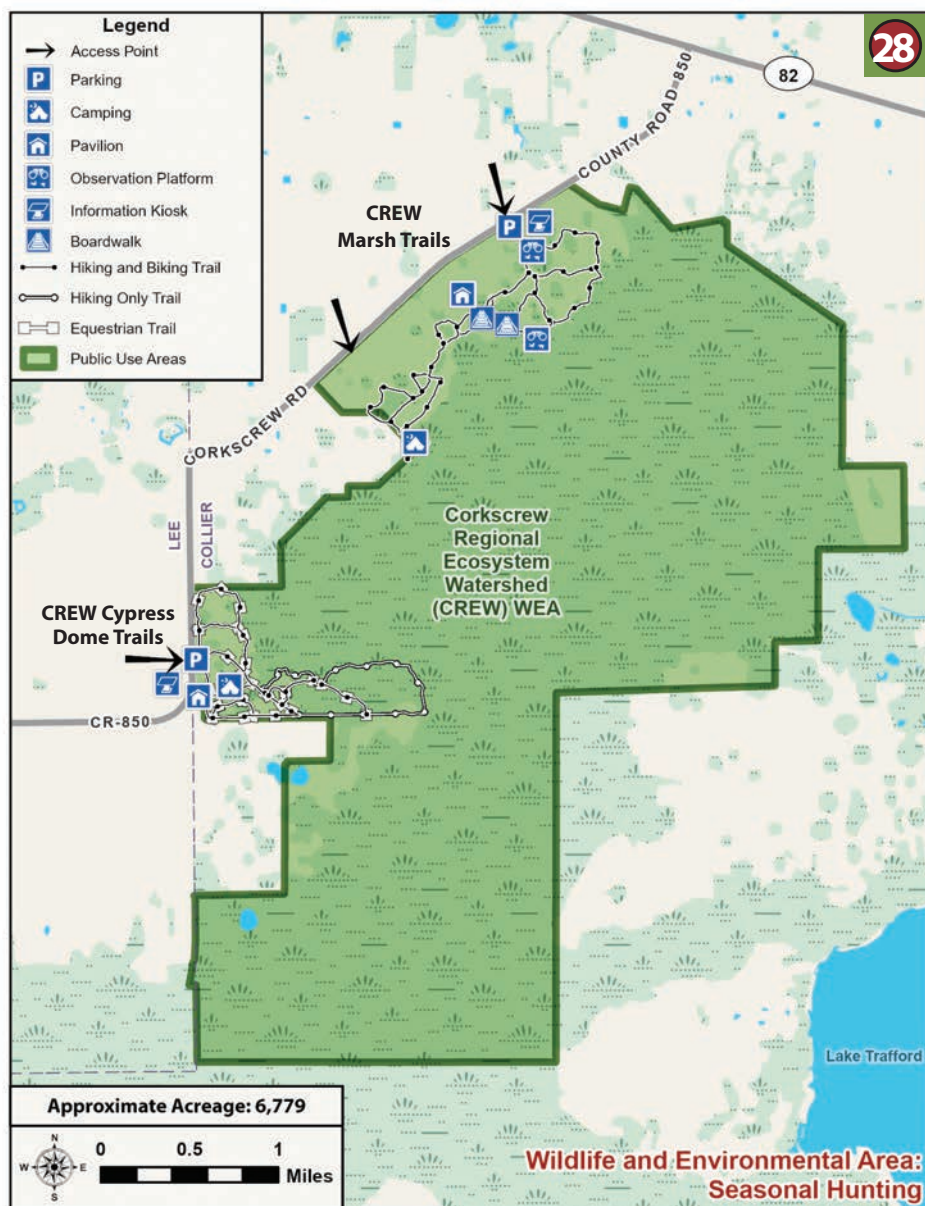 Legend
Access Point
P Parking
Camping
Pavilion
Observation Platform
Information Kiosk
Boardwalk
Hiking and Biking Trail
Hiking Only Trail
Equestrian Trail
Public Use Areas
28
82
COUNTY ROAD 850
CREW
Marsh Trails
P
CORKSCREW RD
LEE
COLLIER
Corkscrew
Regional
Ecosystem
Watershed
(CREW) WEA
CREW Cypress
Dome Trails
P
CR-850
Lake Trafford
Approximate Acreage: 6,779
N
W
E
S
0 0.5 1
Miles
Wildlife and Environmental Area:
Seasonal Hunting